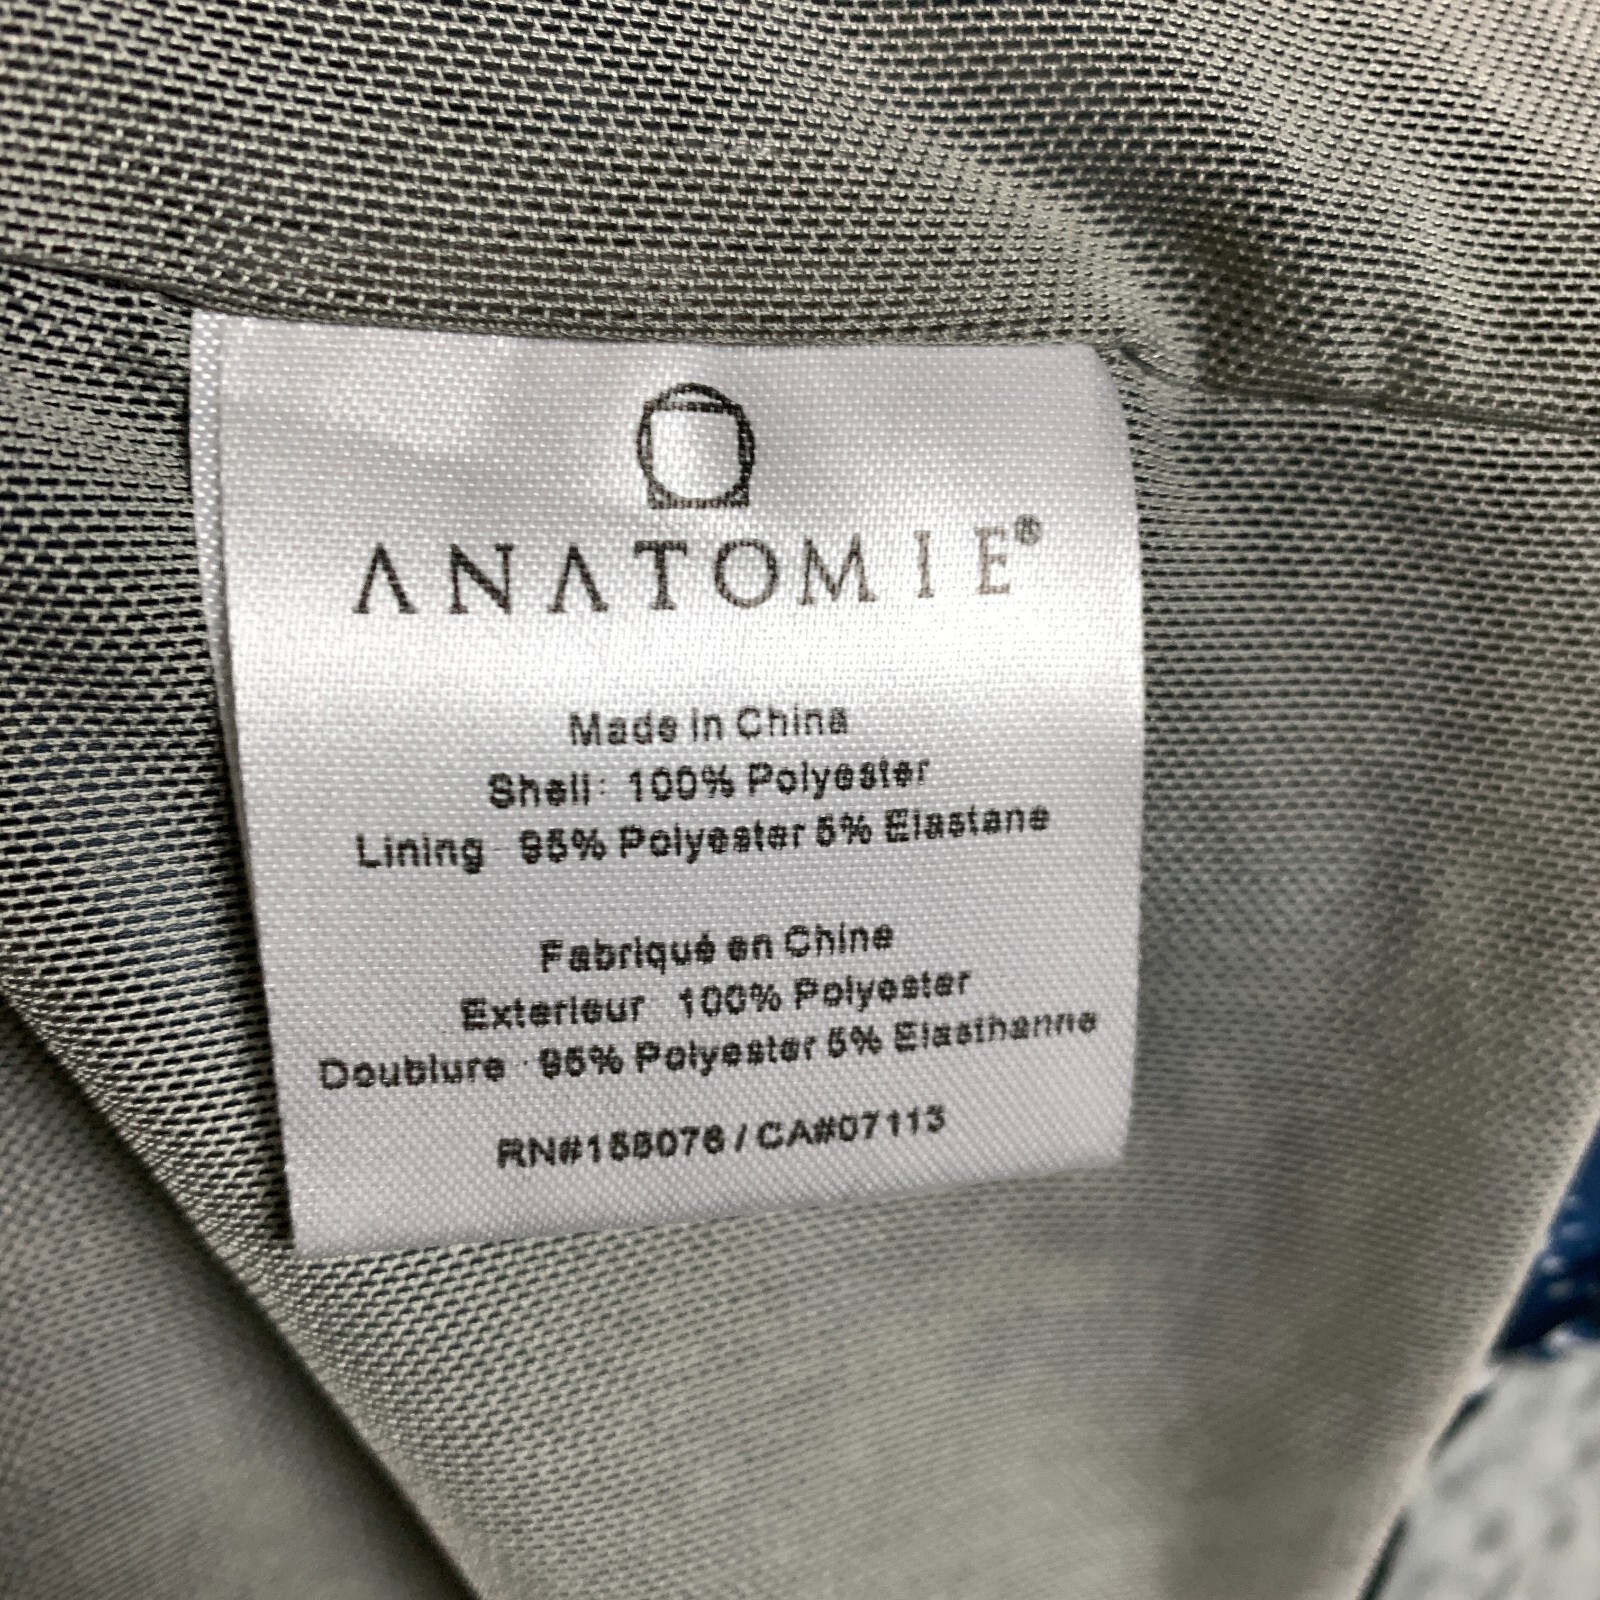 ANATOMIE®
Made in China
Shell: 100% Polyester
Lining 95% Polyester 5% Elastane
Fabriqué en Chine
Exterieur 100% Polyester
Doublure 95% Polyester 5% Elasthanne
RN#158076 / CA#07113